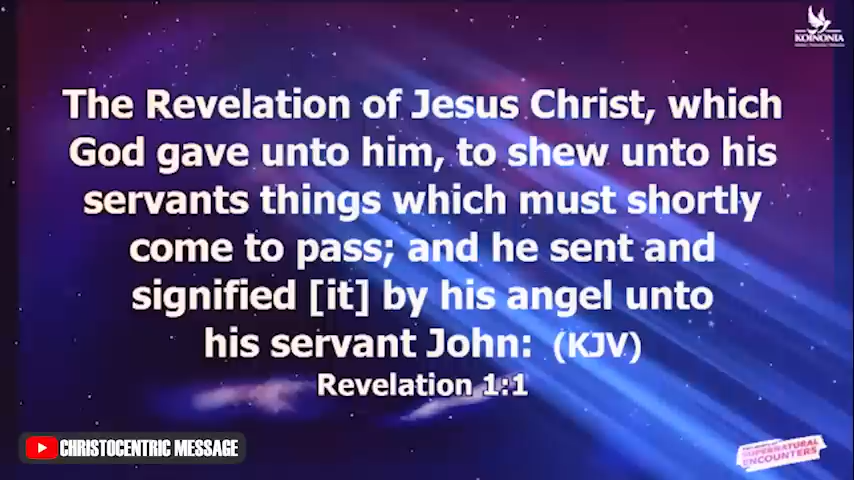 KOINONIA
The Revelation of Jesus Christ, which
God gave unto him, to shew unto his
servants things which must shortly
come to pass; and he sent and
signified [it] by his angel unto
his servant John: (KJV)
Revelation 1:1
CHRISTOCENTRIC MESSAGE
SUPERNATURAL
ENCOUNTERS